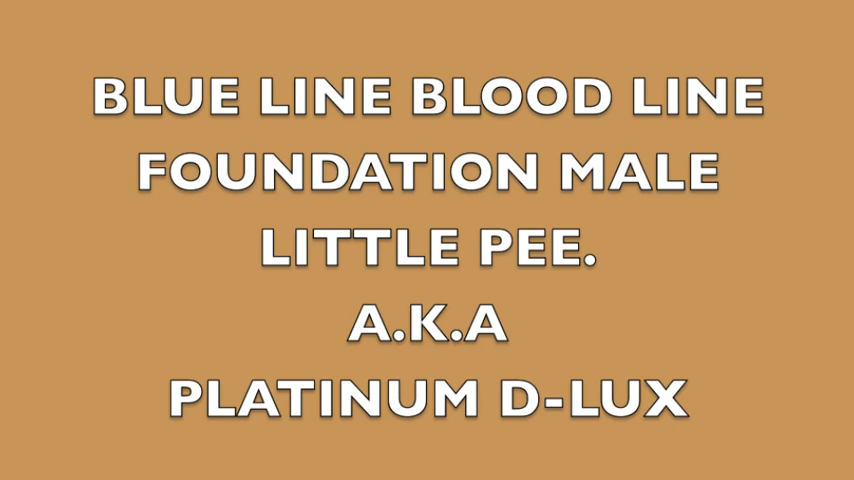 BLUE LINE BLOOD LINE
FOUNDATION MALE
LITTLE PEE.
A.K.A
PLATINUM D-LUX